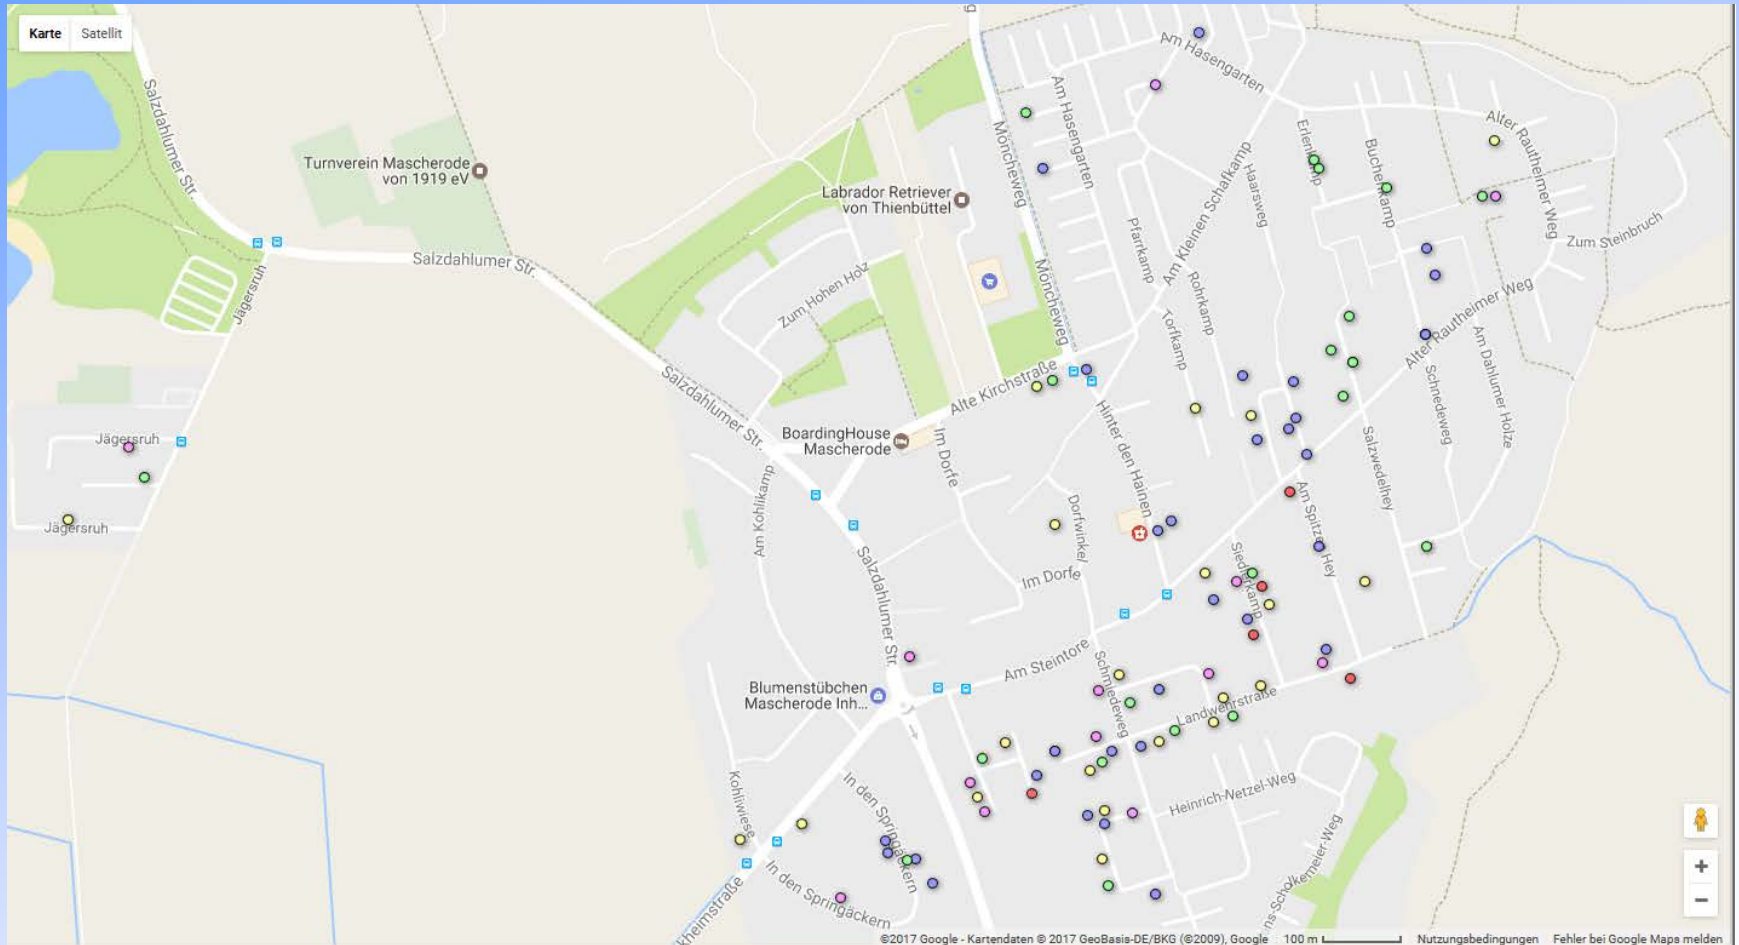 Karte
Satellit
g
Am Hasengarten
Salzdahlumer Str.
Am Hasengarten
Möncheweg
Erlenkamp
Buchenkamp
Alter Rautheimer Weg
Turnverein Mascherode
von 1919 eV
Labrador Retriever
von Thienbüttel
Am Kleinen Schafkamp
Haarsweg
Pfarrkamp
Zum Steinbruch
Salzdahlumer Str.
Jägersruh
Zum Hohen Holz
Möncheweg
Rohrkamp
Torfkamp
Alter Rautheimer Weg
Am Dahlumer Holze
Schnedeweg
Salzdahlumer Str.
Alte Kirchstraße
Hinter den Hainen
Jägersruh
BoardingHouse
Mascherode
Im Dorfe
Salzwedelhey
Am Kohlikamp
Dorfwinkel
Am Spitzen Hey
Jägersruh
Salzdahlumer Str.
Im Dorfe
Siedlerkamp
Am Steintore
Schmiedeweg
Blumenstübchen
Mascherode Inh...
Landwehrstraße
Kohliwiese
In den Springäckern
Heinrich-Netzel-Weg
In den Springäckern
kheimstraße
ns-Scholkemeier-Weg
+
−
©2017 Google - Kartendaten © 2017 GeoBasis-DE/BKG (©2009), Google
100 m
Nutzungsbedingungen
Fehler bei Google Maps melden